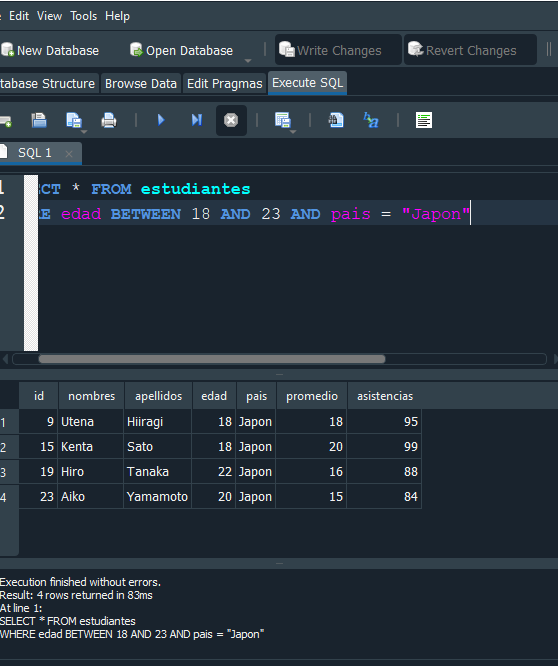 Edit View Tools Help
New Database Open Database Write Changes Revert Changes
tabase Structure Browse Data Edit Pragmas Execute SQL
SQL 1
1 CT * FROM estudiantes
2 RE edad BETWEEN 18 AND 23 AND pais = "Japon"
id nombres apellidos edad pais promedio asistencias
1 9 Utena Hiiragi 18 Japon 18 95
2 15 Kenta Sato 18 Japon 20 99
3 19 Hiro Tanaka 22 Japon 16 88
4 23 Aiko Yamamoto 20 Japon 15 84
Execution finished without errors.
Result: 4 rows returned in 83ms
At line 1:
SELECT * FROM estudiantes
WHERE edad BETWEEN 18 AND 23 AND pais = "Japon"